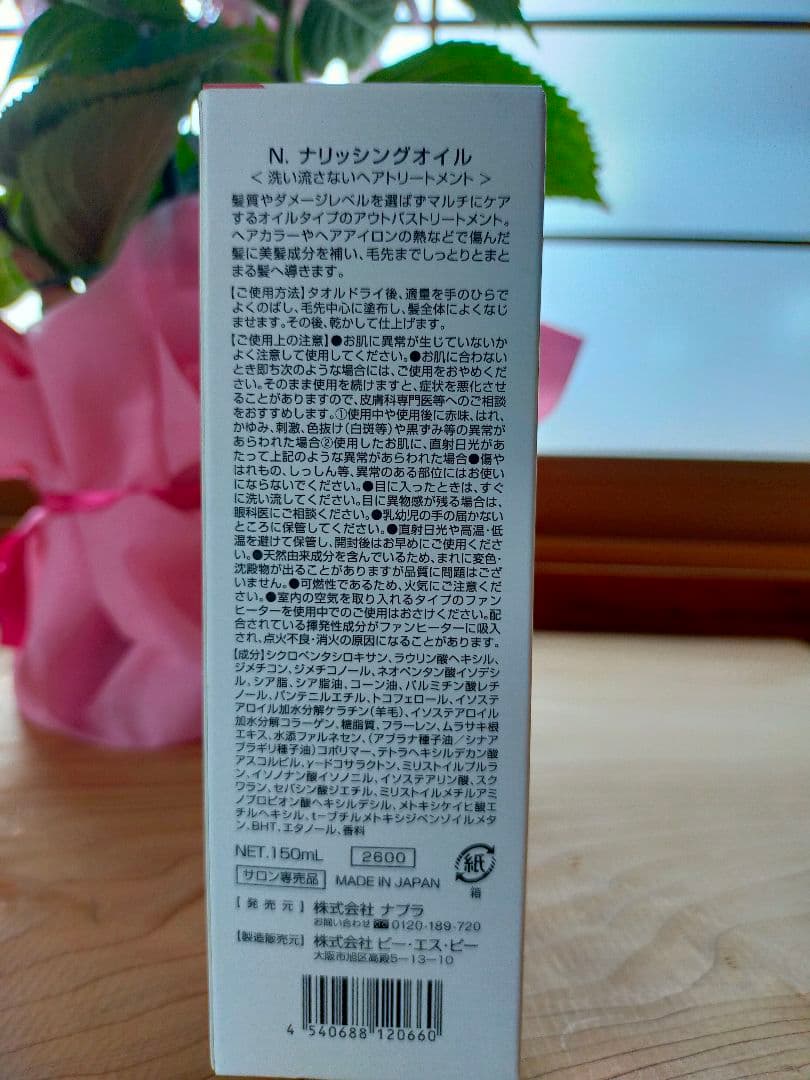 N. ナリッシングオイル
< 洗い流さないヘアトリートメント >
髪質やダメージレベルを選ばずマルチにケア
するオイルタイプのアウトバストリートメント。
ヘアカラーやヘアアイロンの熱などで傷んだ
髪に美髪成分を補い、毛先までしっとりとまと
まる髪へ導きます。
【ご使用方法】タオルドライ後、適量を手のひらで
よくのばし、毛先中心に塗布し、髪全体によくなじ
ませます。その後、乾かして仕上げます。
【ご使用上の注意】●お肌に異常が生じていないか
よく注意して使用してください。●お肌に合わない
とき即ち次のような場合には、ご使用をおやめくだ
さい。そのまま使用を続けますと、症状を悪化させ
ることがありますので、皮膚科専門医等へのご相談
をおすすめします。①使用中や使用後に赤味、はれ、
かゆみ、刺激、色抜け(白斑等)や黒ずみ等の異常が
あらわれた場合②使用したお肌に、直射日光があ
たって上記のような異常があらわれた場合●傷や
はれもの、しっしん等、異常のある部位にはお使い
にならないでください。●目に入ったときは、すぐ
に洗い流してください。目に異物感が残る場合は、
眼科医にご相談ください。●乳幼児の手の届かない
ところに保管してください。●直射日光や高温・低
温を避けて保管し、開封後はお早めにご使用くださ
い。●天然由来成分を含んでいるため、まれに変色・
沈殿物が出ることがありますが品質に問題はござ
いません。●可燃性であるため、火気にご注意くださ
い。●室内の空気を取り入れるタイプのファン
ヒーターを使用中でのご使用はおさけください。配
合されている揮発性成分がファンヒーターに吸入
され、点火不良・消火の原因になることがあります。
【成分】シクロペンタシロキサン、ラウリン酸ヘキシル、
ジメチコン、ジメチコノール、ネオペンタン酸イソデシ
ル、シア脂、シア脂油、コーン油、パルミチン酸レチ
ノール、パンテニルエチル、トコフェロール、イソステ
アロイル加水分解ケラチン(羊毛)、イソステアロイル
加水分解コラーゲン、糖脂質、フラーレン、ムラサキ根
エキス、水添ファルネセン、(アブラナ種子油/シナア
ブラギリ種子油)コポリマー、テトラヘキシルデカン酸
アスコルビル、γ-ドコサラクトン、ミリストイルプルラ
ン、イソノナン酸イソノニル、イソステアリン酸、スク
ワラン、セバシン酸ジエチル、ミリストイルメチルアミ
ノプロピオン酸ヘキシルデシル、メトキシケイヒ酸エ
チルヘキシル、t-ブチルメトキシジベンゾイルメタ
ン、BHT、エタノール、香料
NET.150mL 2600 紙
サロン専売品 MADE IN JAPAN 箱
【発売元】株式会社 ナプラ
お問い合わせ 0120-189-720
【製造販売元】株式会社 ビー・エス・ピー
大阪市旭区高殿5-13-10
4 540688 120660